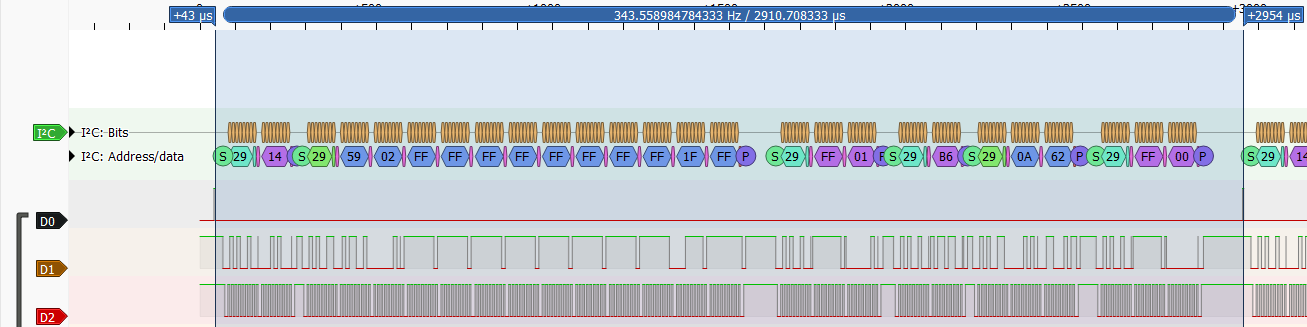 +43 µs 343.558984784333 Hz / 2910.708333 µs +2954 µs
I²C I²C: Bits
I²C: Address/data S 29 14 S 29 59 02 FF FF FF FF FF FF FF FF 1F FF P S 29 FF 01 P S 29 B6 S 29 0A 62 P S 29 FF 00 P S 29 14
D0
D1
D2